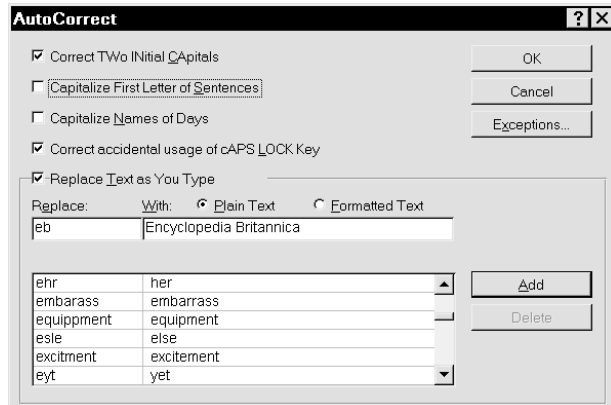 AutoCorrect
Correct TWo INitial CApitals
OK
Capitalize First Letter of Sentences
Cancel
Capitalize Names of Days
Exceptions...
Correct accidental usage of cAPS LOCK Key
Replace Text as You Type
Replace: With: Plain Text Formatted Text
eb Encyclopedia Britannica
ehr her
Add
embarass embarrass
equippment equipment
Delete
esle else
excitment excitement
eyt yet